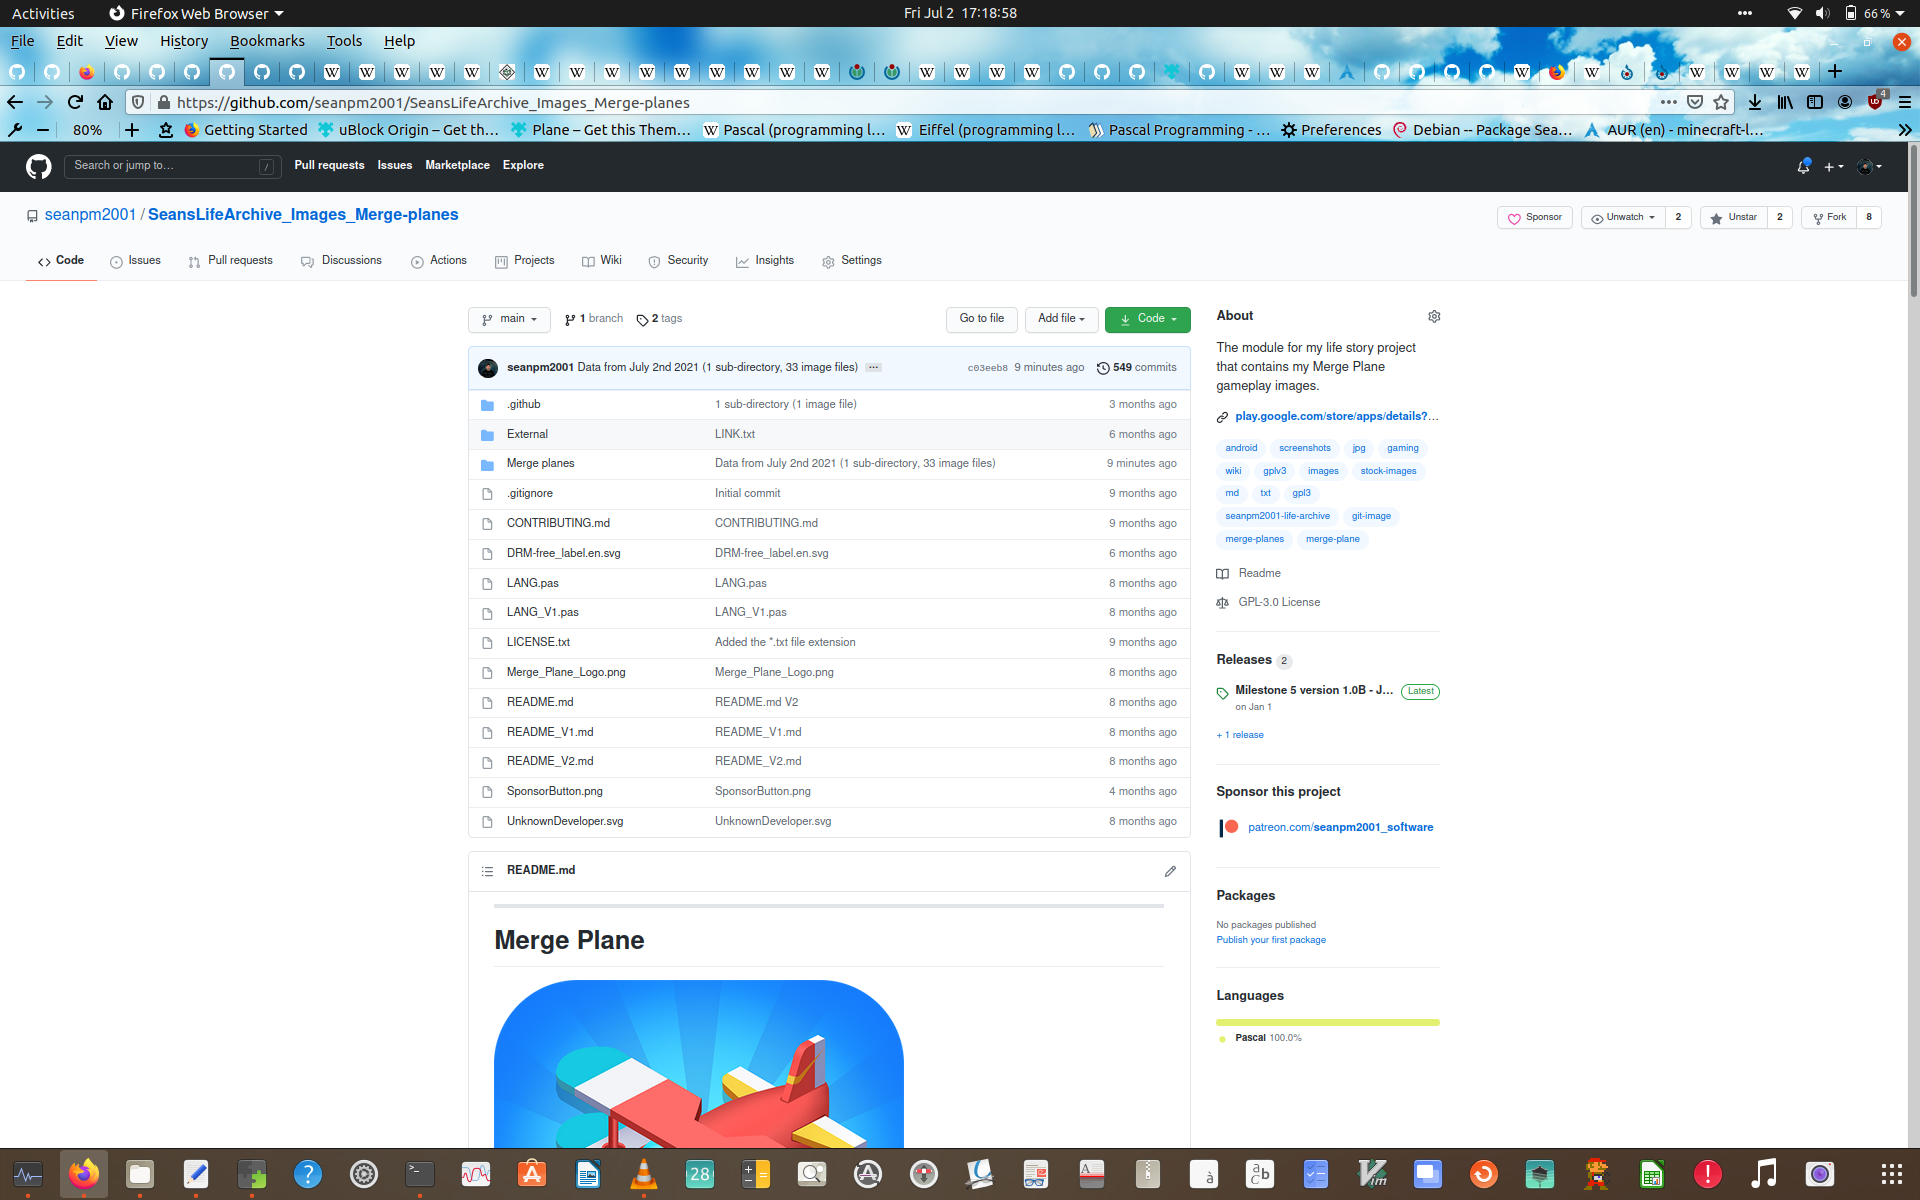 Activities Firefox Web Browser Fri Jul 2 17:18:58 66 %
File Edit View History Bookmarks Tools Help
https://github.com/seanpm2001/SeansLifeArchive_Images_Merge-planes 4
80% Getting Started uBlock Origin – Get th… Plane – Get this Them… Pascal (programming l… Eiffel (programming l… Pascal Programming - … Preferences Debian -- Package Sea… AUR (en) - minecraft-l…
Search or jump to… / Pull requests Issues Marketplace Explore
seanpm2001 / SeansLifeArchive_Images_Merge-planes Sponsor Unwatch 2 Unstar 2 Fork 8
Code Issues Pull requests Discussions Actions Projects Wiki Security Insights Settings
main 1 branch 2 tags Go to file Add file Code
seanpm2001 Data from July 2nd 2021 (1 sub-directory, 33 image files) … c03eeb8 9 minutes ago 549 commits
.github 1 sub-directory (1 image file) 3 months ago
External LINK.txt 6 months ago
Merge planes Data from July 2nd 2021 (1 sub-directory, 33 image files) 9 minutes ago
.gitignore Initial commit 9 months ago
CONTRIBUTING.md CONTRIBUTING.md 9 months ago
DRM-free_label.en.svg DRM-free_label.en.svg 6 months ago
LANG.pas LANG.pas 8 months ago
LANG_V1.pas LANG_V1.pas 8 months ago
LICENSE.txt Added the *.txt file extension 9 months ago
Merge_Plane_Logo.png Merge_Plane_Logo.png 8 months ago
README.md README.md V2 8 months ago
README_V1.md README_V1.md 8 months ago
README_V2.md README_V2.md 8 months ago
SponsorButton.png SponsorButton.png 4 months ago
UnknownDeveloper.svg UnknownDeveloper.svg 8 months ago
README.md
Merge Plane
About
The module for my life story project
that contains my Merge Plane
gameplay images.
play.google.com/store/apps/details?…
android screenshots jpg gaming
wiki gplv3 images stock-images
md txt gpl3
seanpm2001-life-archive git-image
merge-planes merge-plane
Readme
GPL-3.0 License
Releases 2
Milestone 5 version 1.0B - J… Latest
on Jan 1
+ 1 release
Sponsor this project
patreon.com/seanpm2001_software
Packages
No packages published
Publish your first package
Languages
Pascal 100.0%
28